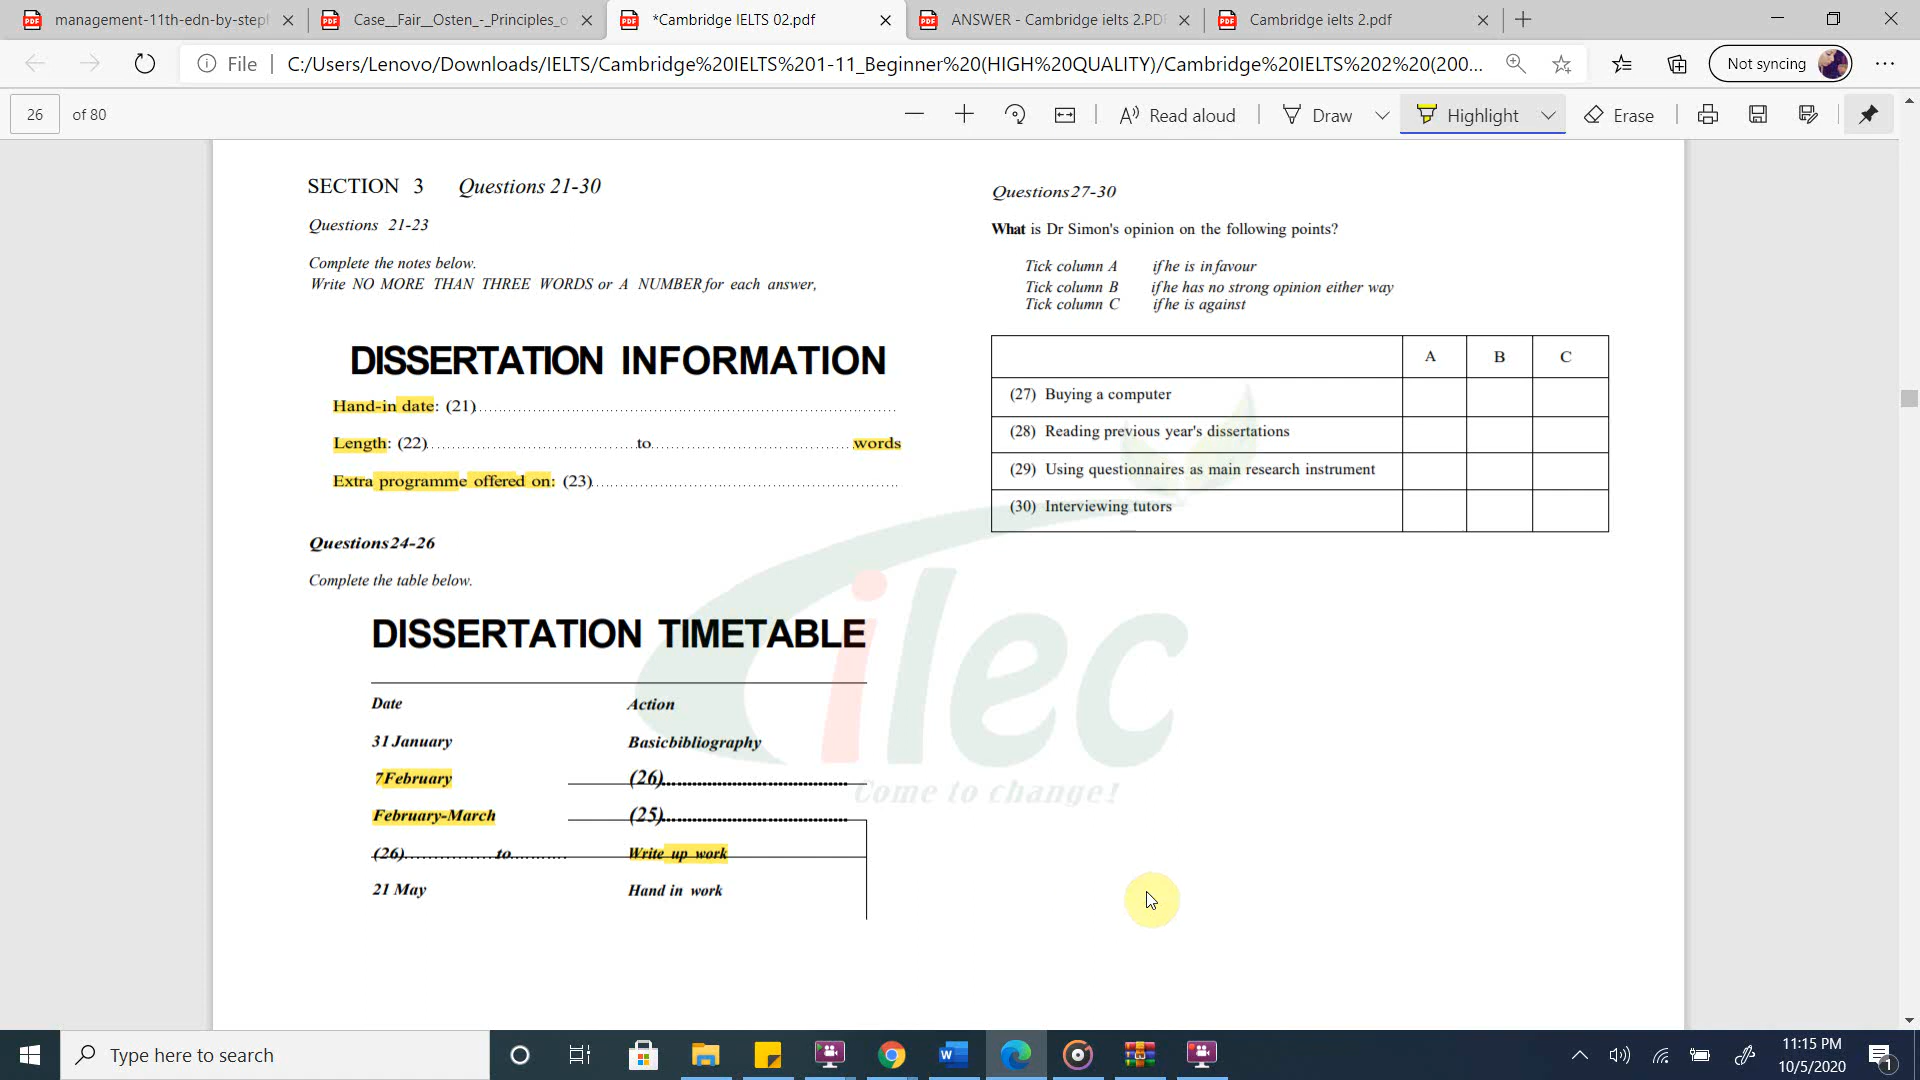 management-11th-edn-by-steph
Case__Fair__Osten_-_Principles_o
*Cambridge IELTS 02.pdf
ANSWER - Cambridge ielts 2.PD
Cambridge ielts 2.pdf
File
C:/Users/Lenovo/Downloads/IELTS/Cambridge%20IELTS%201-11_Beginner%20(HIGH%20QUALITY)/Cambridge%20IELTS%202%20(200...
Not syncing
26 of 80
Read aloud
Draw
Highlight
Erase
SECTION 3 Questions 21-30
Questions 21-23
Complete the notes below.
Write NO MORE THAN THREE WORDS or A NUMBER for each answer,
DISSERTATION INFORMATION
Hand-in date: (21)
Length: (22) to words
Extra programme offered on: (23)
Questions 24-26
Complete the table below.
DISSERTATION TIMETABLE
Date Action
31 January Basic bibliography
7 February (26)
February-March (25)
(26) to Write up work
21 May Hand in work
Questions 27-30
What is Dr Simon's opinion on the following points?
Tick column A if he is in favour
Tick column B if he has no strong opinion either way
Tick column C if he is against
A B C
(27) Buying a computer
(28) Reading previous year's dissertations
(29) Using questionnaires as main research instrument
(30) Interviewing tutors
ilec
Come to change!
Type here to search
11:15 PM
10/5/2020
1